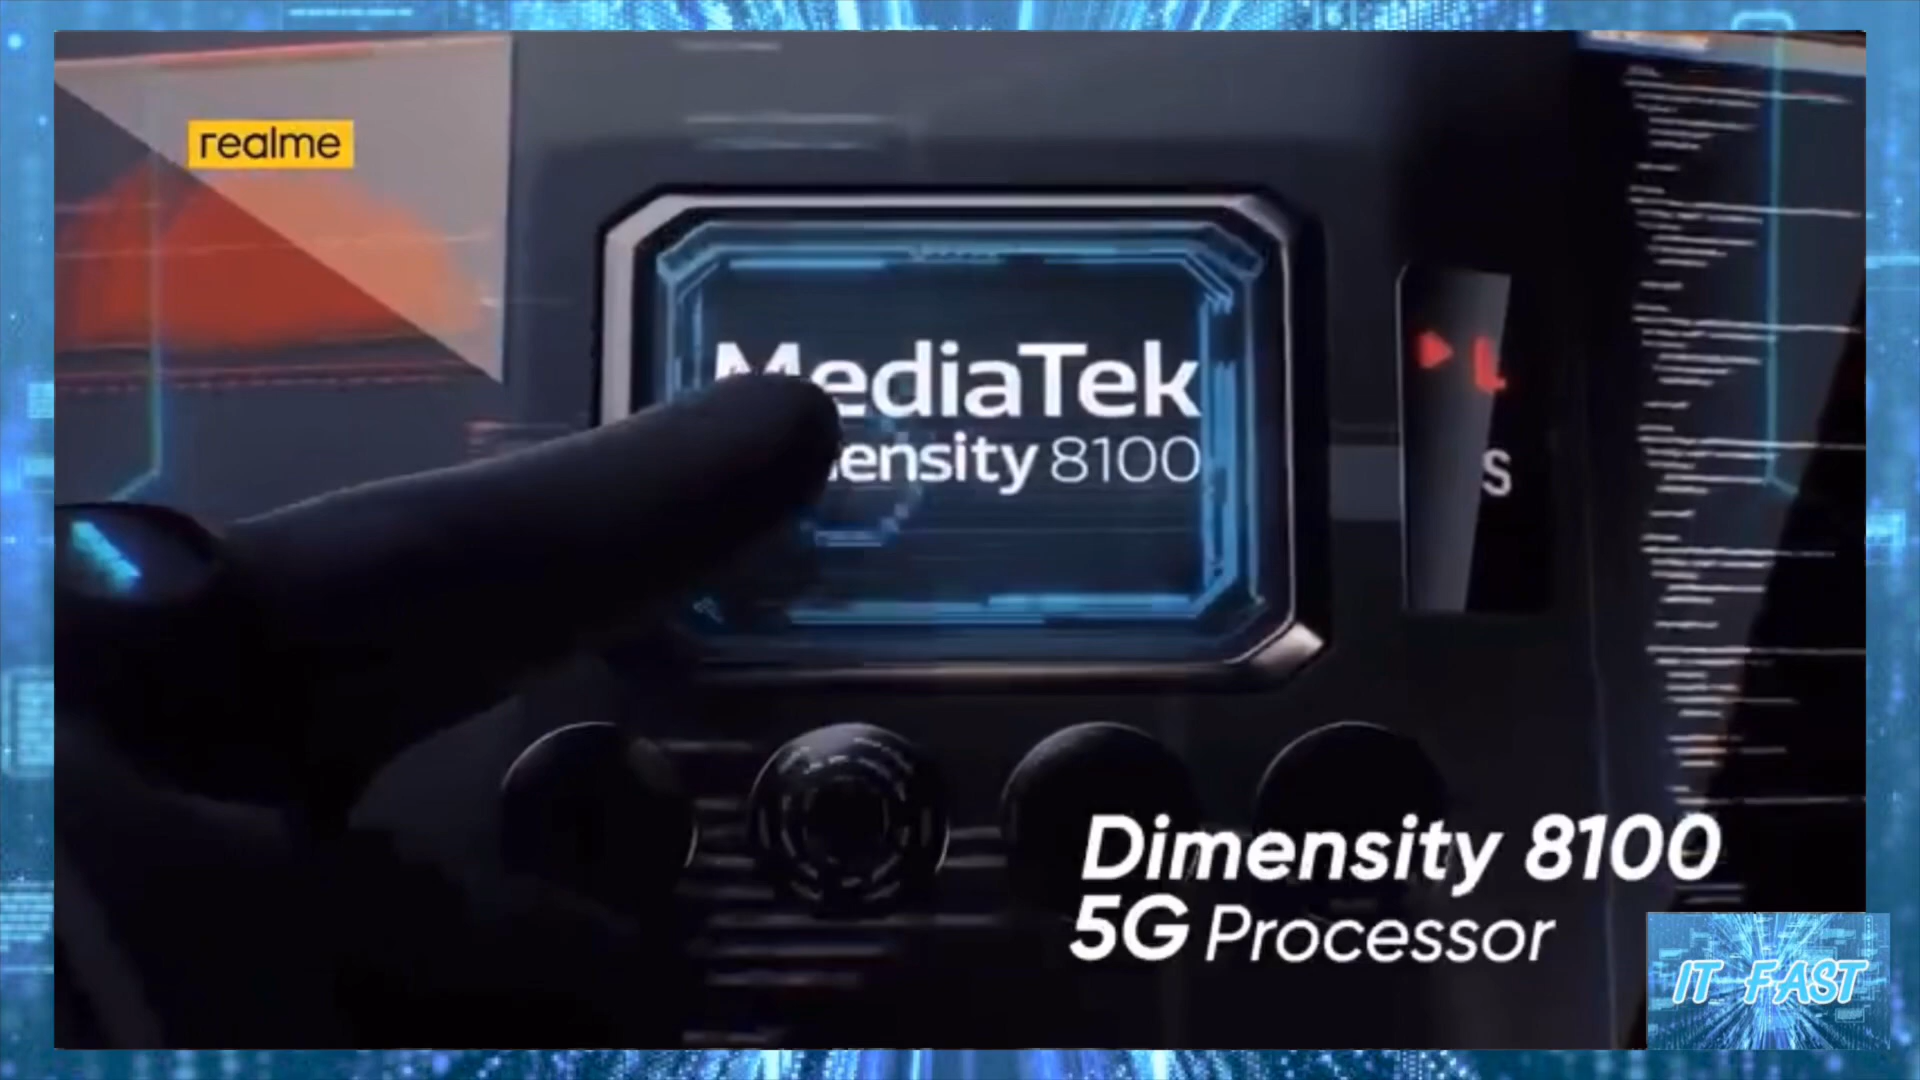 realme
MediaTek
ensity 8100
L
S
Dimensity 8100
5G Processor
IT FAST